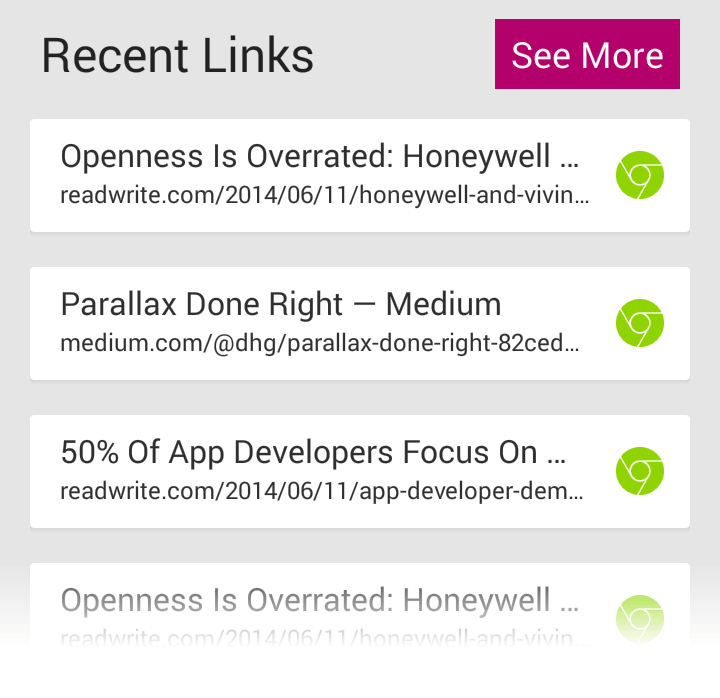 Recent Links
See More
Openness Is Overrated: Honeywell ...
readwrite.com/2014/06/11/honeywell-and-vivin...
Parallax Done Right — Medium
medium.com/@dhg/parallax-done-right-82ced...
50% Of App Developers Focus On ...
readwrite.com/2014/06/11/app-developer-dem...
Openness Is Overrated: Honeywell ...
readwrite.com/2014/06/11/honeywell-and-vivin...